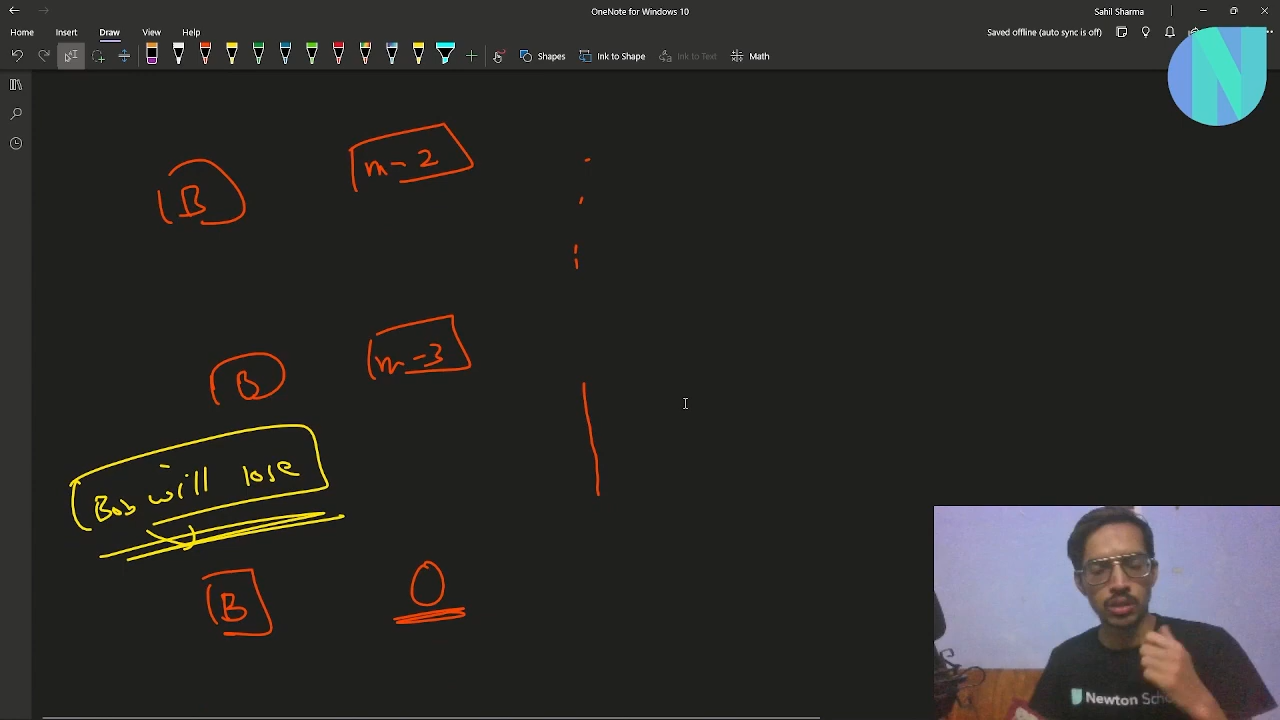 OneNote for Windows 10
Sahil Sharma
Home Insert Draw View Help
Saved offline (auto sync is off)
Shapes Ink to Shape Ink to Text Math
B m-2
B m-3
Bob will lose
B 0
Newton Scho